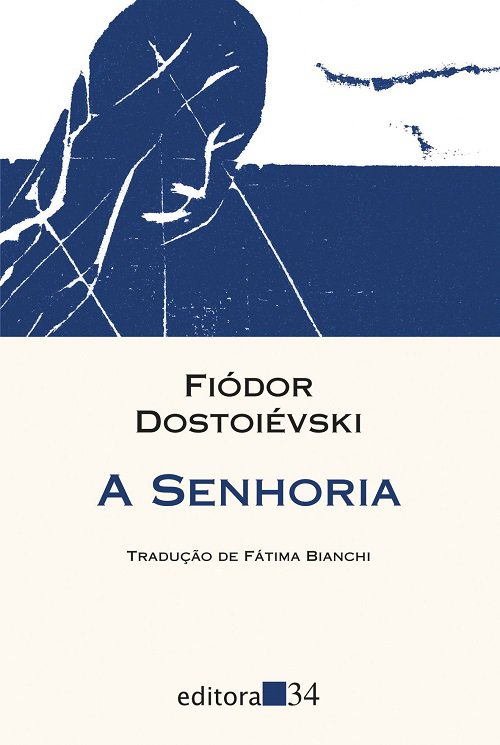 FIÓDOR
DOSTOIÉVSKI
A SENHORIA
TRADUÇÃO DE FÁTIMA BIANCHI
editora 34